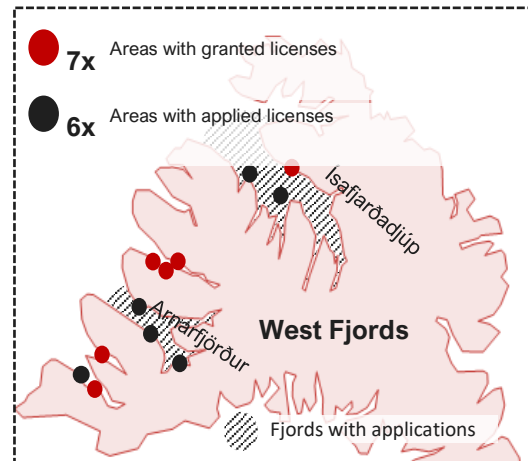 7x Areas with granted licenses
6x Areas with applied licenses
Ísafjarðadjúp
Arnarfjörður
West Fjords
Fjords with applications